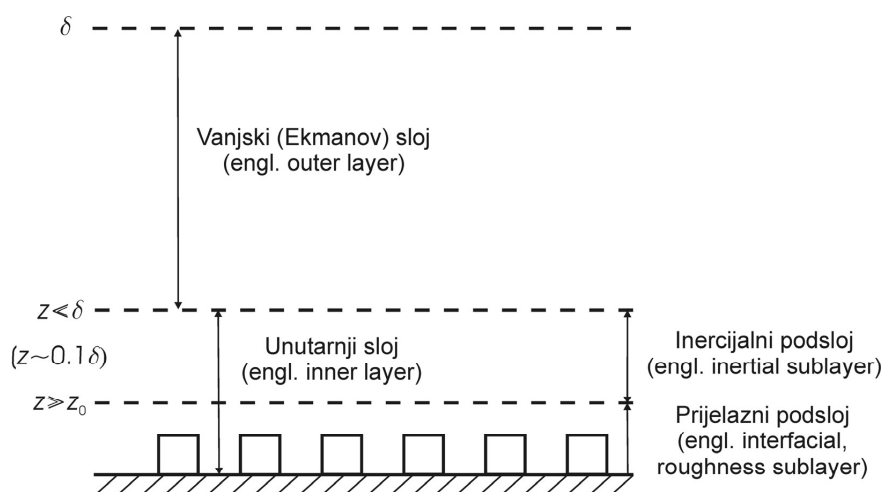 δ
Vanjski (Ekmanov) sloj
(engl. outer layer)
z≪δ
(z~0.1δ)
z≫z₀
Unutarnji sloj
(engl. inner layer)
Inercijalni podsloj
(engl. inertial sublayer)
Prijelazni podsloj
(engl. interfacial,
roughness sublayer)